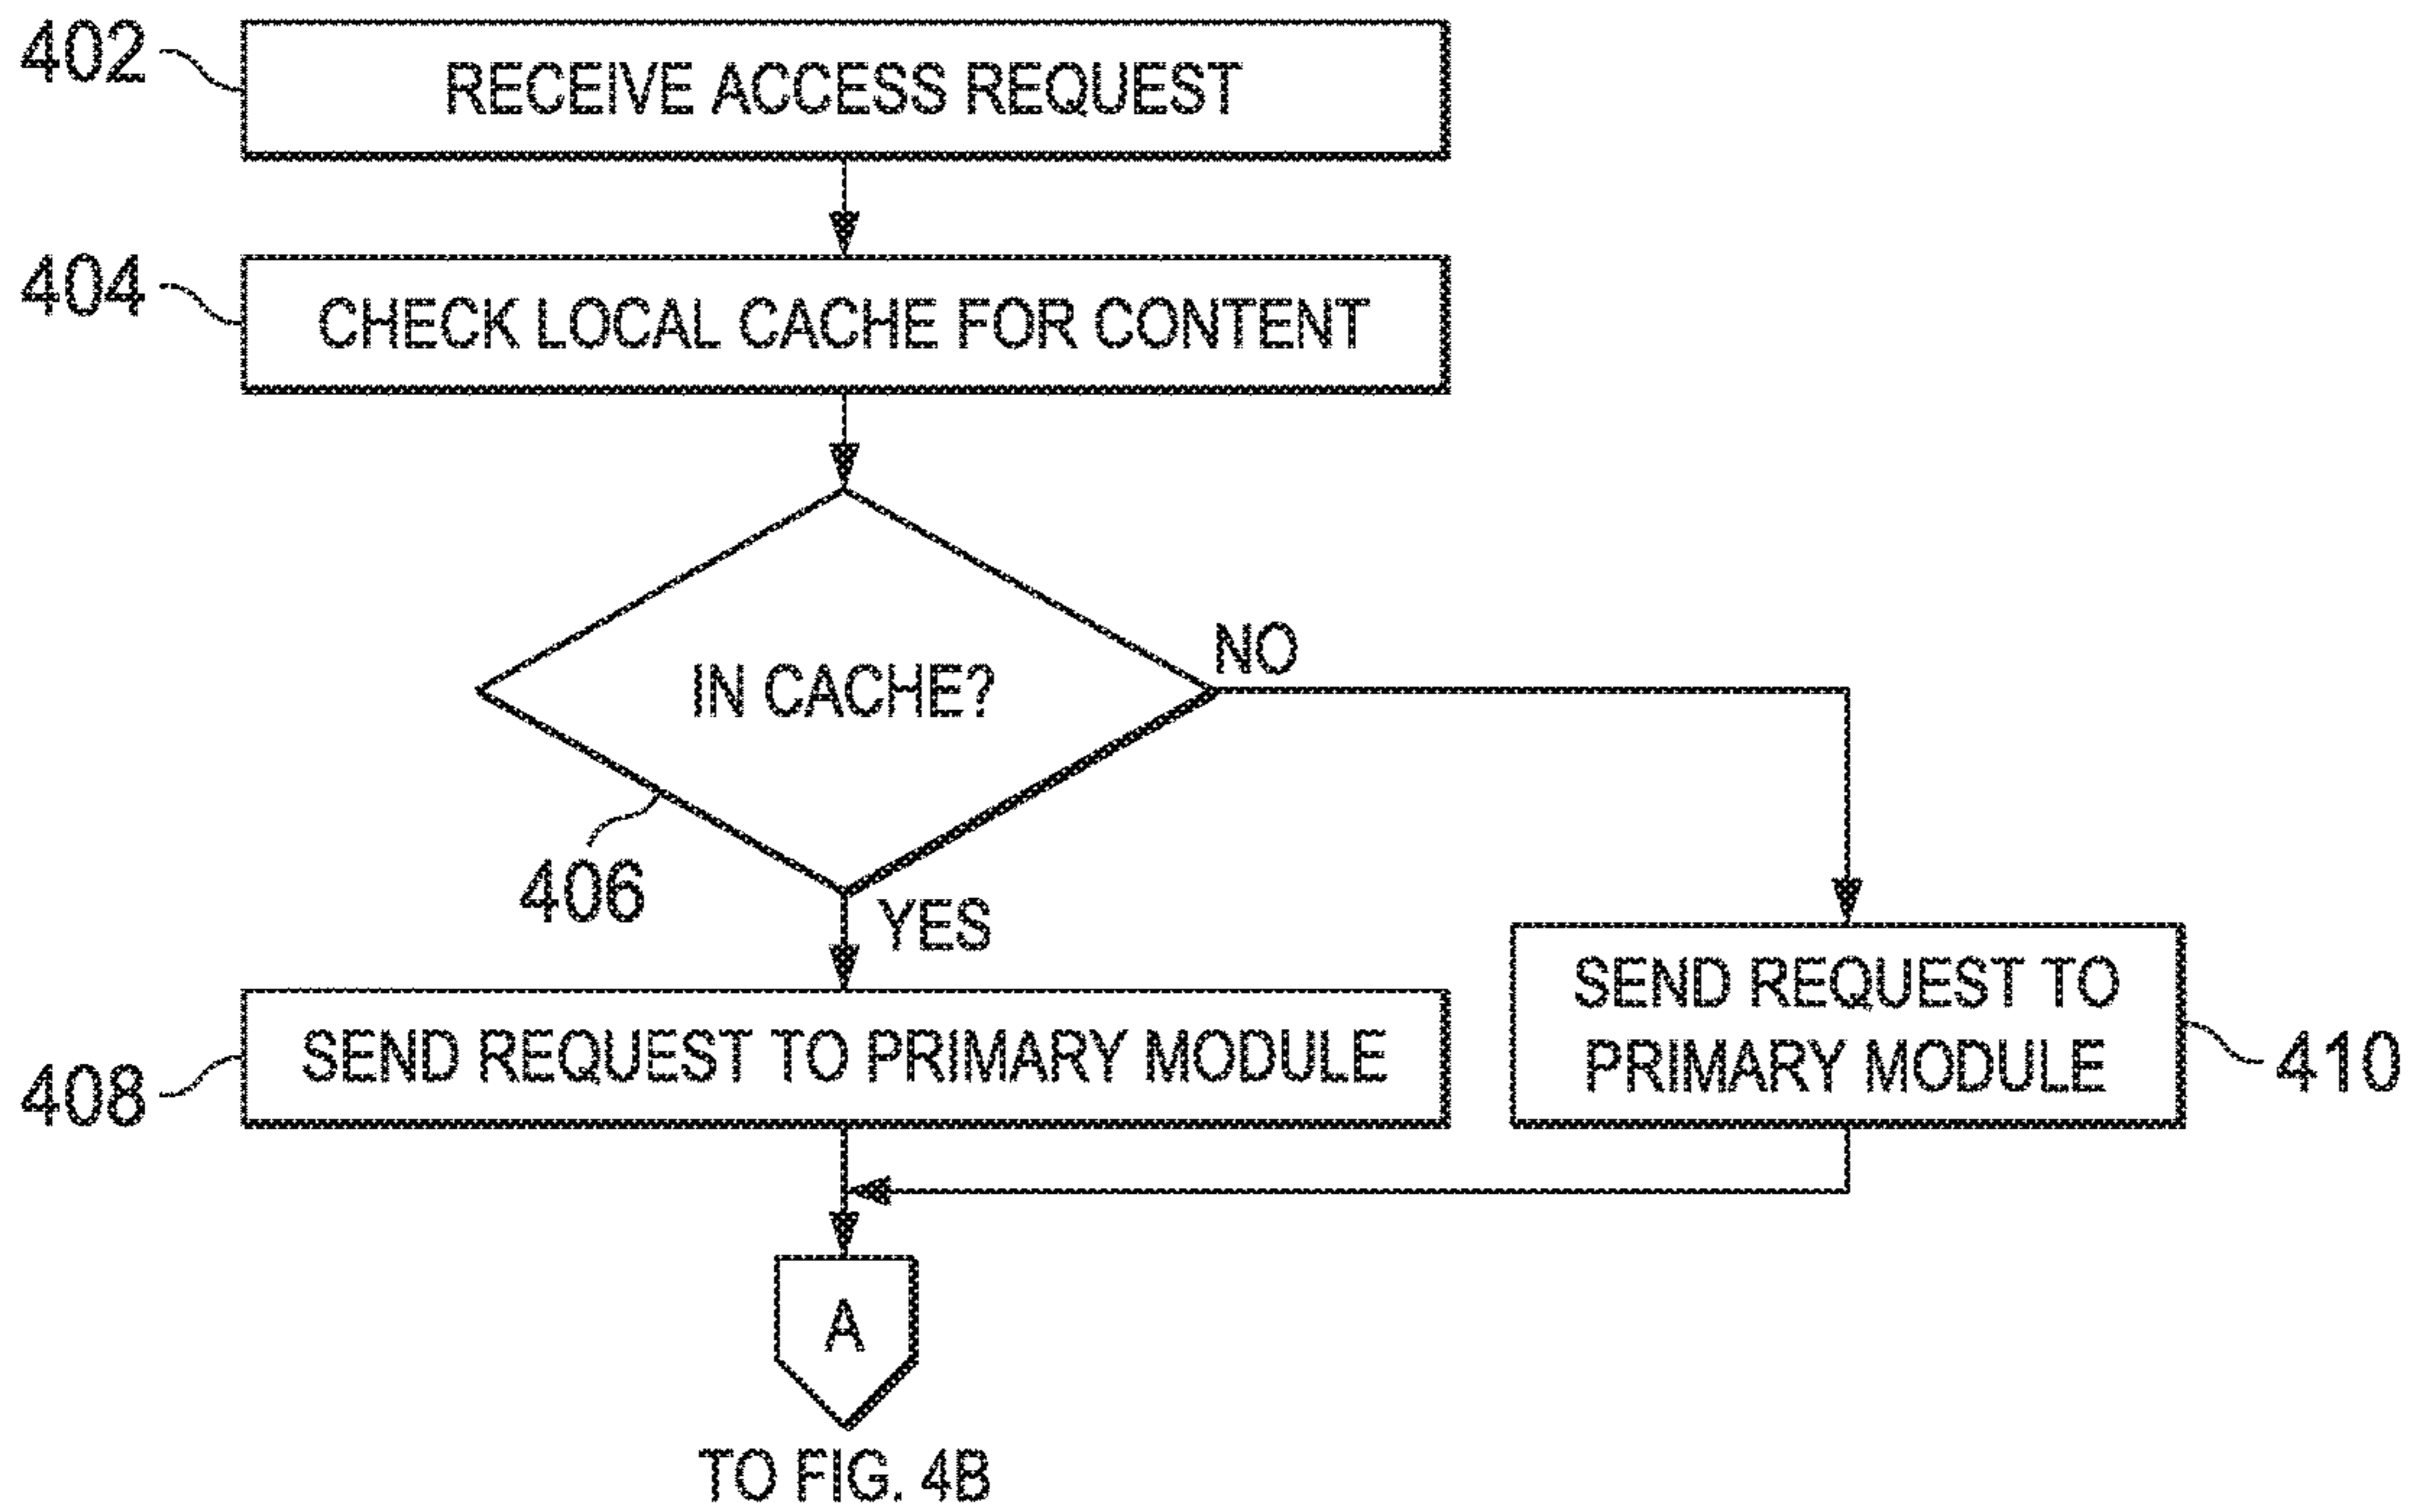 402
RECEIVE ACCESS REQUEST
404
CHECK LOCAL CACHE FOR CONTENT
IN CACHE?
NO
406
YES
408
SEND REQUEST TO PRIMARY MODULE
SEND REQUEST TO
PRIMARY MODULE
410
A
TO FIG. 4B